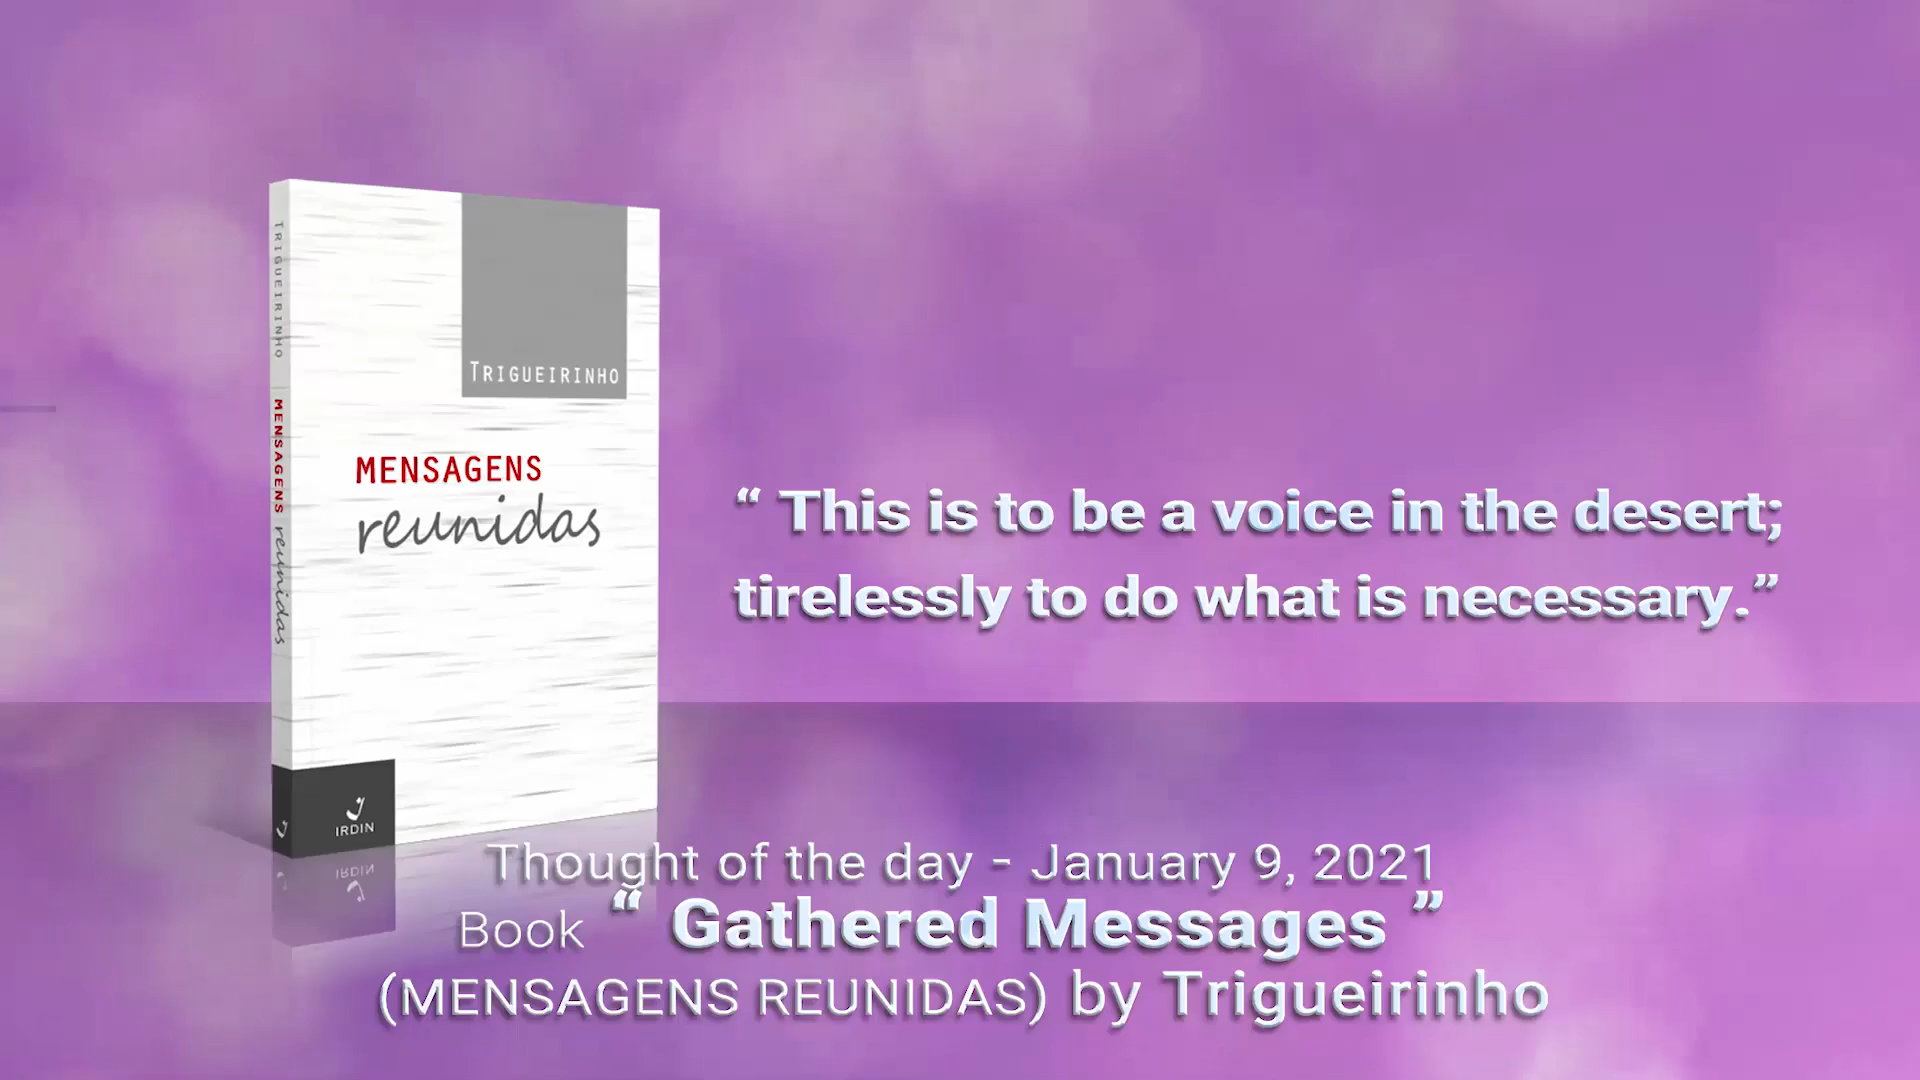 TRIGUEIRINHO
MENSAGENS reunidas
TRIGUEIRINHO
MENSAGENS
reunidas
IRDIN
“ This is to be a voice in the desert;
tirelessly to do what is necessary.”
Thought of the day - January 9, 2021
Book “ Gathered Messages ”
(MENSAGENS REUNIDAS) by Trigueirinho